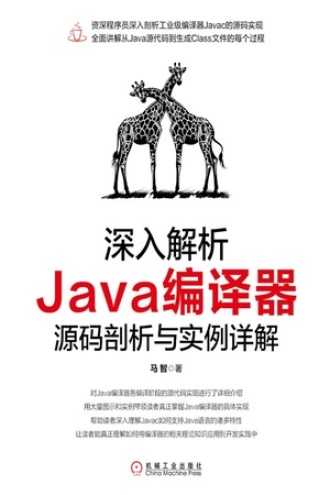 资深程序员深入剖析工业级编译器Javac的源码实现
全面讲解从Java源代码到生成Class文件的每个过程
深入解析
Java编译器
源码剖析与实例详解
马智◎著
对Java编译器各编译阶段的源代码实现进行了详细介绍
用大量图示和实例带领读者真正掌握Java编译器的具体实现
帮助读者深入理解Javac如何支持Java语言的诸多特性
让读者能真正理解如何将编译器的相关理论知识应用到开发实践中
机械工业出版社
China Machine Press